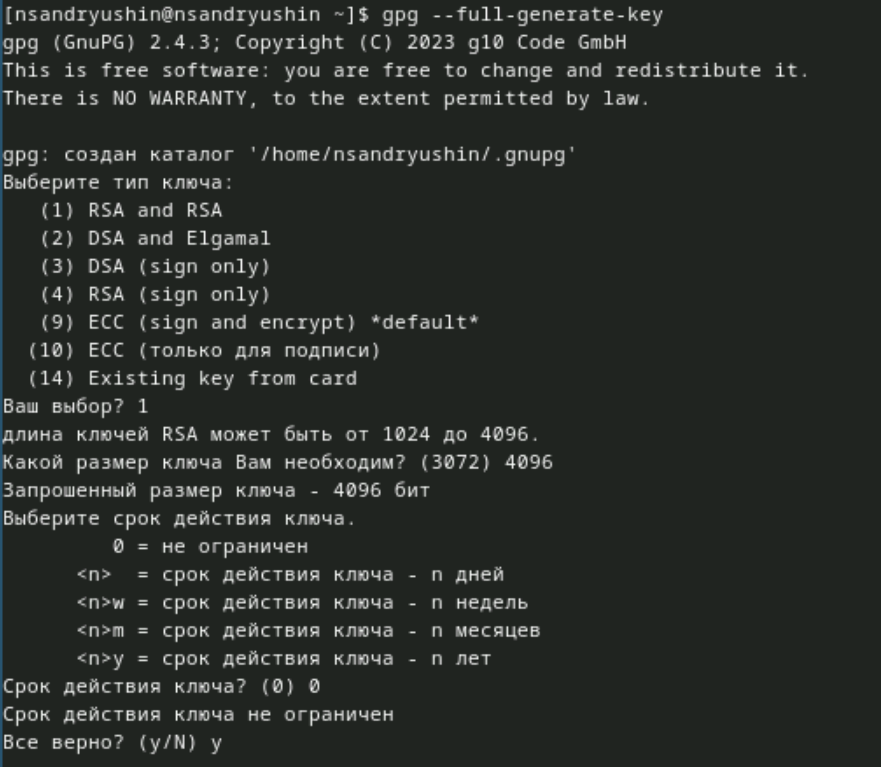 [nsandryushin@nsandryushin ~]$ gpg --full-generate-key
gpg (GnuPG) 2.4.3; Copyright (C) 2023 g10 Code GmbH
This is free software: you are free to change and redistribute it.
There is NO WARRANTY, to the extent permitted by law.

gpg: создан каталог '/home/nsandryushin/.gnupg'
Выберите тип ключа:
   (1) RSA and RSA
   (2) DSA and Elgamal
   (3) DSA (sign only)
   (4) RSA (sign only)
   (9) ECC (sign and encrypt) *default*
  (10) ECC (только для подписи)
  (14) Existing key from card
Ваш выбор? 1
длина ключей RSA может быть от 1024 до 4096.
Какой размер ключа Вам необходим? (3072) 4096
Запрошенный размер ключа - 4096 бит
Выберите срок действия ключа.
         0 = не ограничен
      <n>  = срок действия ключа - n дней
      <n>w = срок действия ключа - n недель
      <n>m = срок действия ключа - n месяцев
      <n>y = срок действия ключа - n лет
Срок действия ключа? (0) 0
Срок действия ключа не ограничен
Все верно? (y/N) y